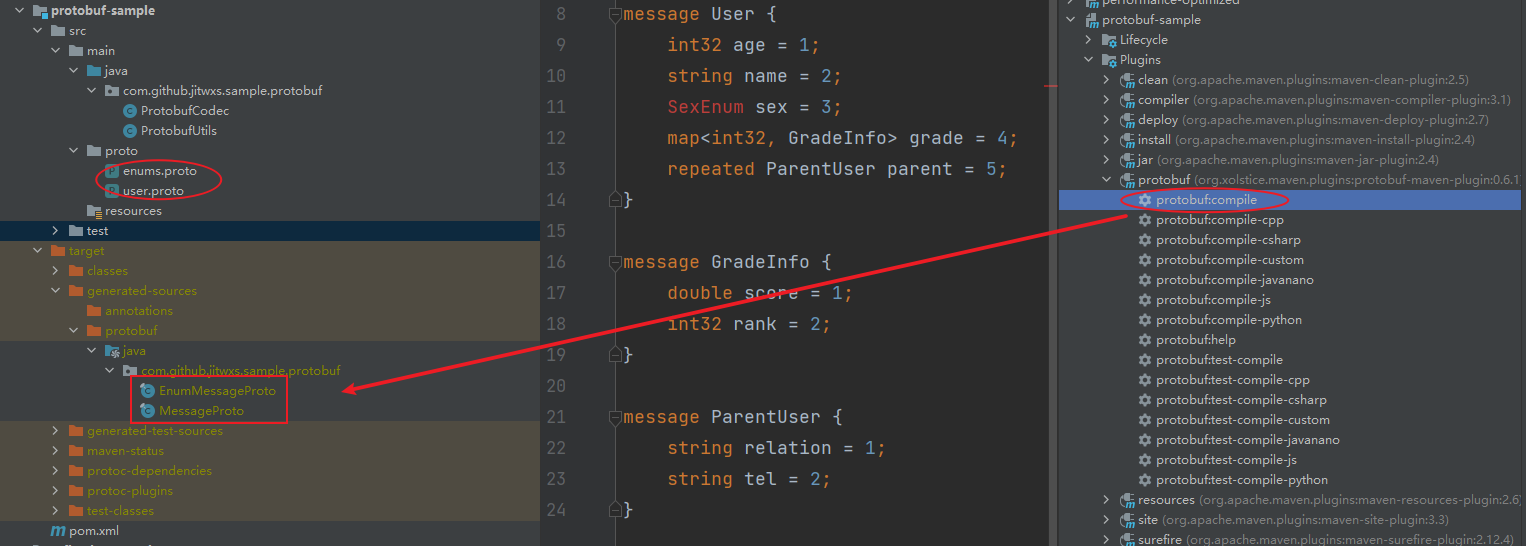 protobuf-sample
src
main
java
com.github.jitwxs.sample.protobuf
ProtobufCodec
ProtobufUtils
proto
enums.proto
user.proto
resources
test
target
classes
generated-sources
annotations
protobuf
java
com.github.jitwxs.sample.protobuf
EnumMessageProto
MessageProto
generated-test-sources
maven-status
protoc-dependencies
protoc-plugins
test-classes
pom.xml
8 message User {
9 int32 age = 1;
10 string name = 2;
11 SexEnum sex = 3;
12 map<int32, GradeInfo> grade = 4;
13 repeated ParentUser parent = 5;
14 }
15
16 message GradeInfo {
17 double score = 1;
18 int32 rank = 2;
19 }
20
21 message ParentUser {
22 string relation = 1;
23 string tel = 2;
24 }
performance-optimized
protobuf-sample
Lifecycle
Plugins
clean (org.apache.maven.plugins:maven-clean-plugin:2.5)
compiler (org.apache.maven.plugins:maven-compiler-plugin:3.1)
deploy (org.apache.maven.plugins:maven-deploy-plugin:2.7)
install (org.apache.maven.plugins:maven-install-plugin:2.4)
jar (org.apache.maven.plugins:maven-jar-plugin:2.4)
protobuf (org.xolstice.maven.plugins:protobuf-maven-plugin:0.6.1)
protobuf:compile
protobuf:compile-cpp
protobuf:compile-csharp
protobuf:compile-custom
protobuf:compile-javanano
protobuf:compile-js
protobuf:compile-python
protobuf:help
protobuf:test-compile
protobuf:test-compile-cpp
protobuf:test-compile-csharp
protobuf:test-compile-custom
protobuf:test-compile-javanano
protobuf:test-compile-js
protobuf:test-compile-python
resources (org.apache.maven.plugins:maven-resources-plugin:2.6)
site (org.apache.maven.plugins:maven-site-plugin:3.3)
surefire (org.apache.maven.plugins:maven-surefire-plugin:2.12.4)